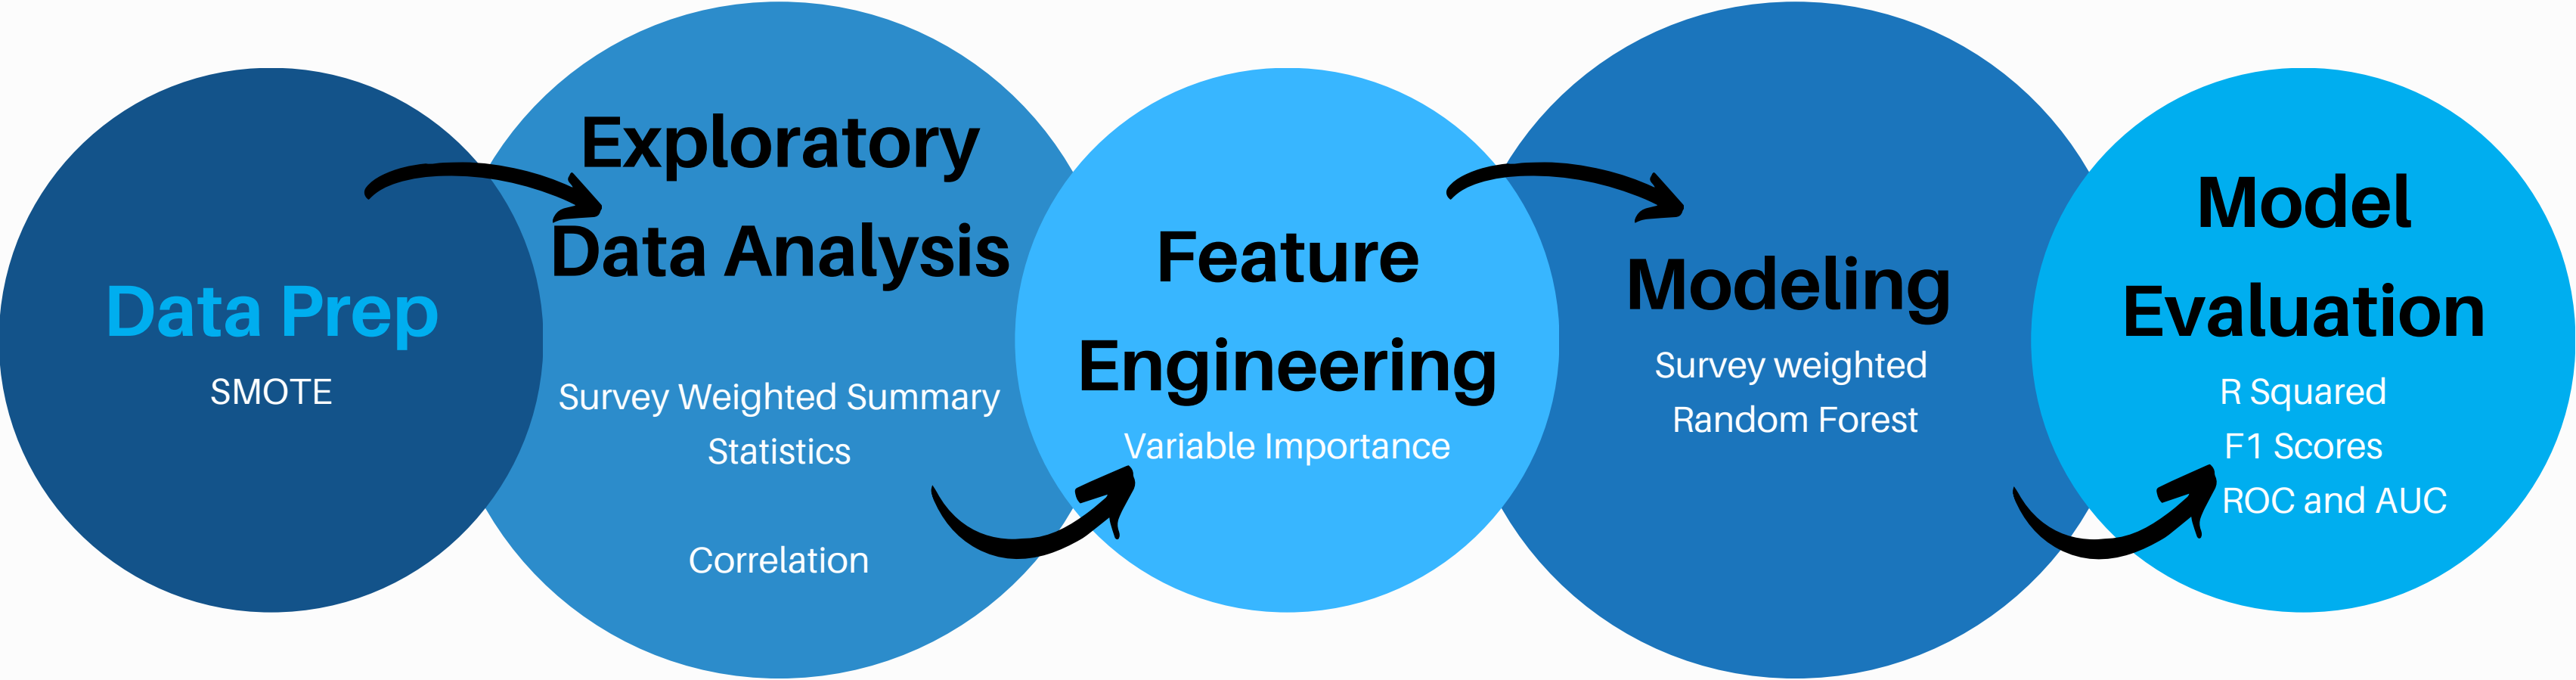 Data Prep
SMOTE
Exploratory
Data Analysis
Survey Weighted Summary
Statistics
Correlation
Feature
Engineering
Variable Importance
Modeling
Survey weighted
Random Forest
Model
Evaluation
R Squared
F1 Scores
ROC and AUC